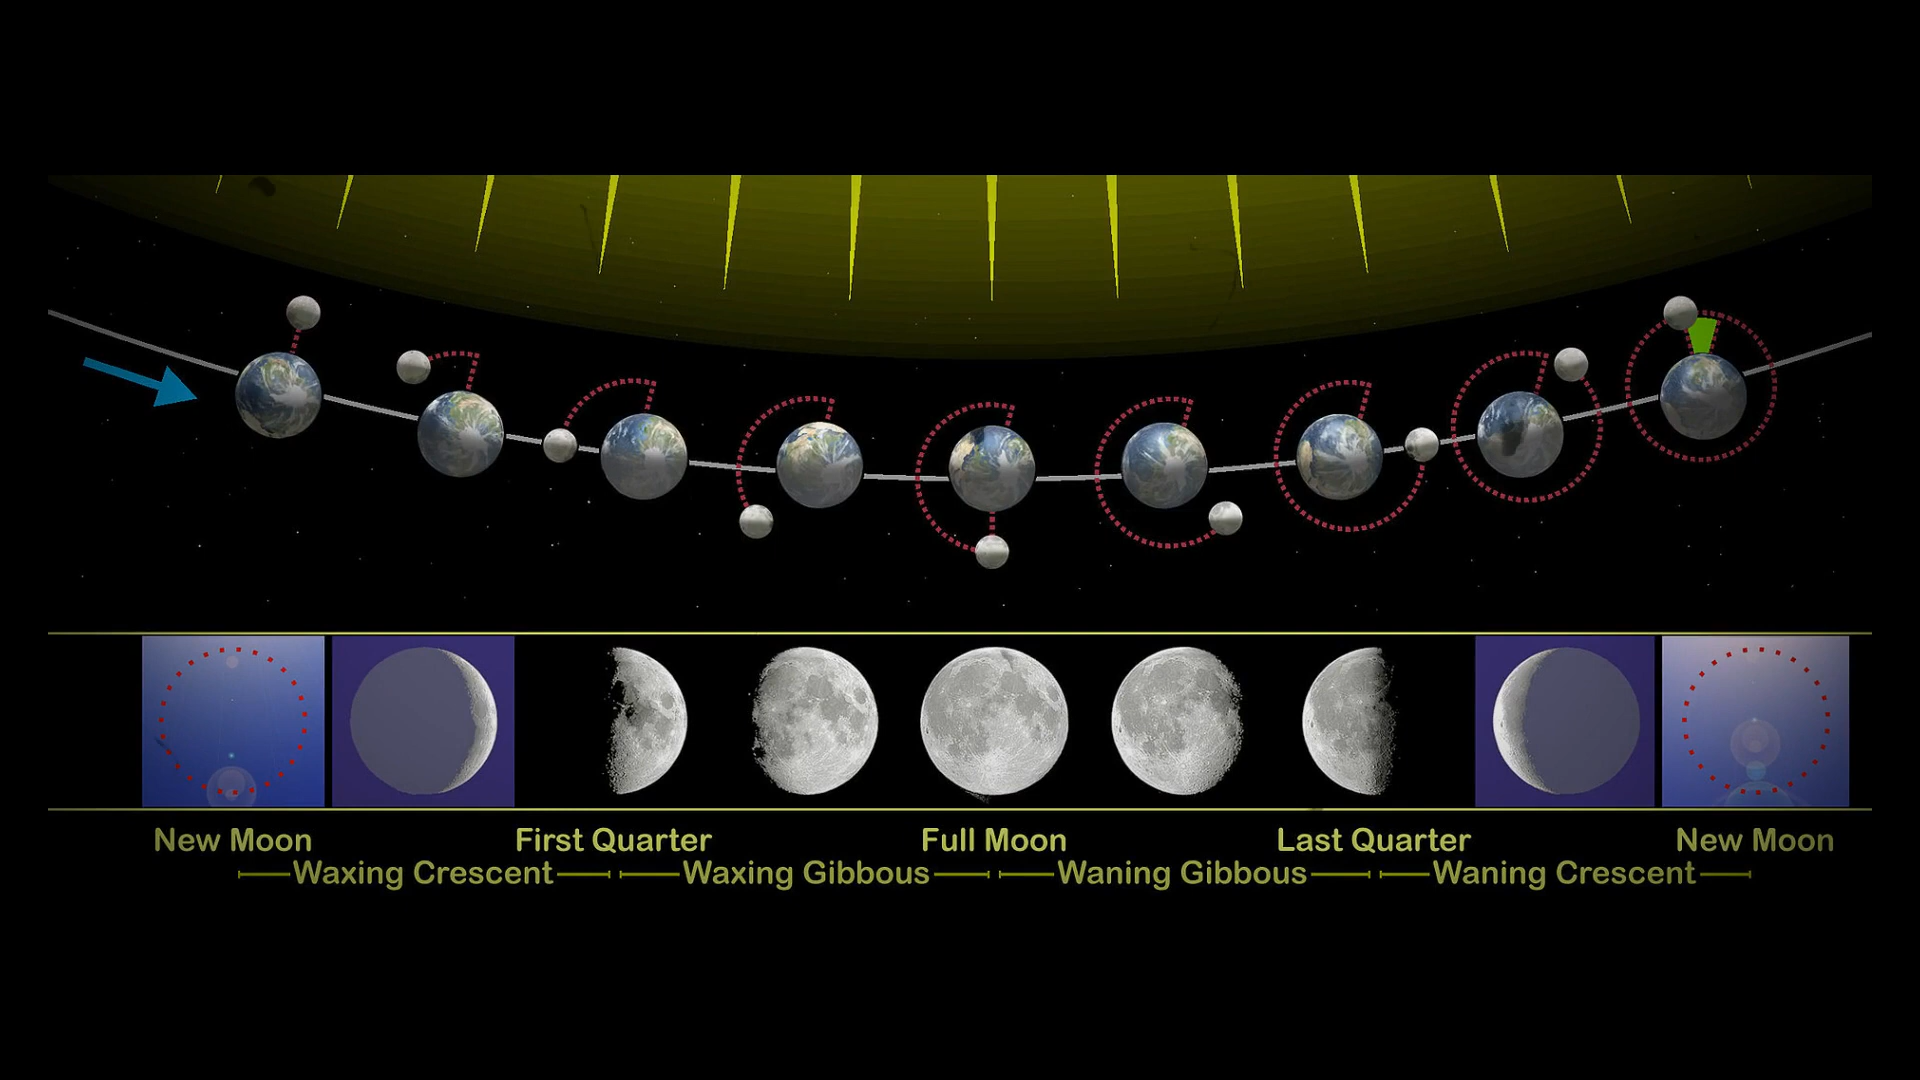 New Moon First Quarter Full Moon Last Quarter New Moon
Waxing Crescent Waxing Gibbous Waning Gibbous Waning Crescent